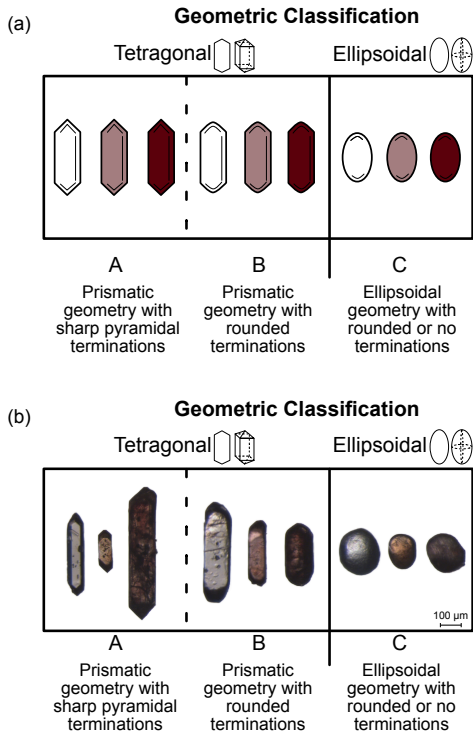 (a)
Geometric Classification
Tetragonal
Ellipsoidal
A
Prismatic
geometry with
sharp pyramidal
terminations
B
Prismatic
geometry with
rounded
terminations
C
Ellipsoidal
geometry with
rounded or no
terminations
(b)
Geometric Classification
Tetragonal
Ellipsoidal
100 µm
A
Prismatic
geometry with
sharp pyramidal
terminations
B
Prismatic
geometry with
rounded
terminations
C
Ellipsoidal
geometry with
rounded or no
terminations